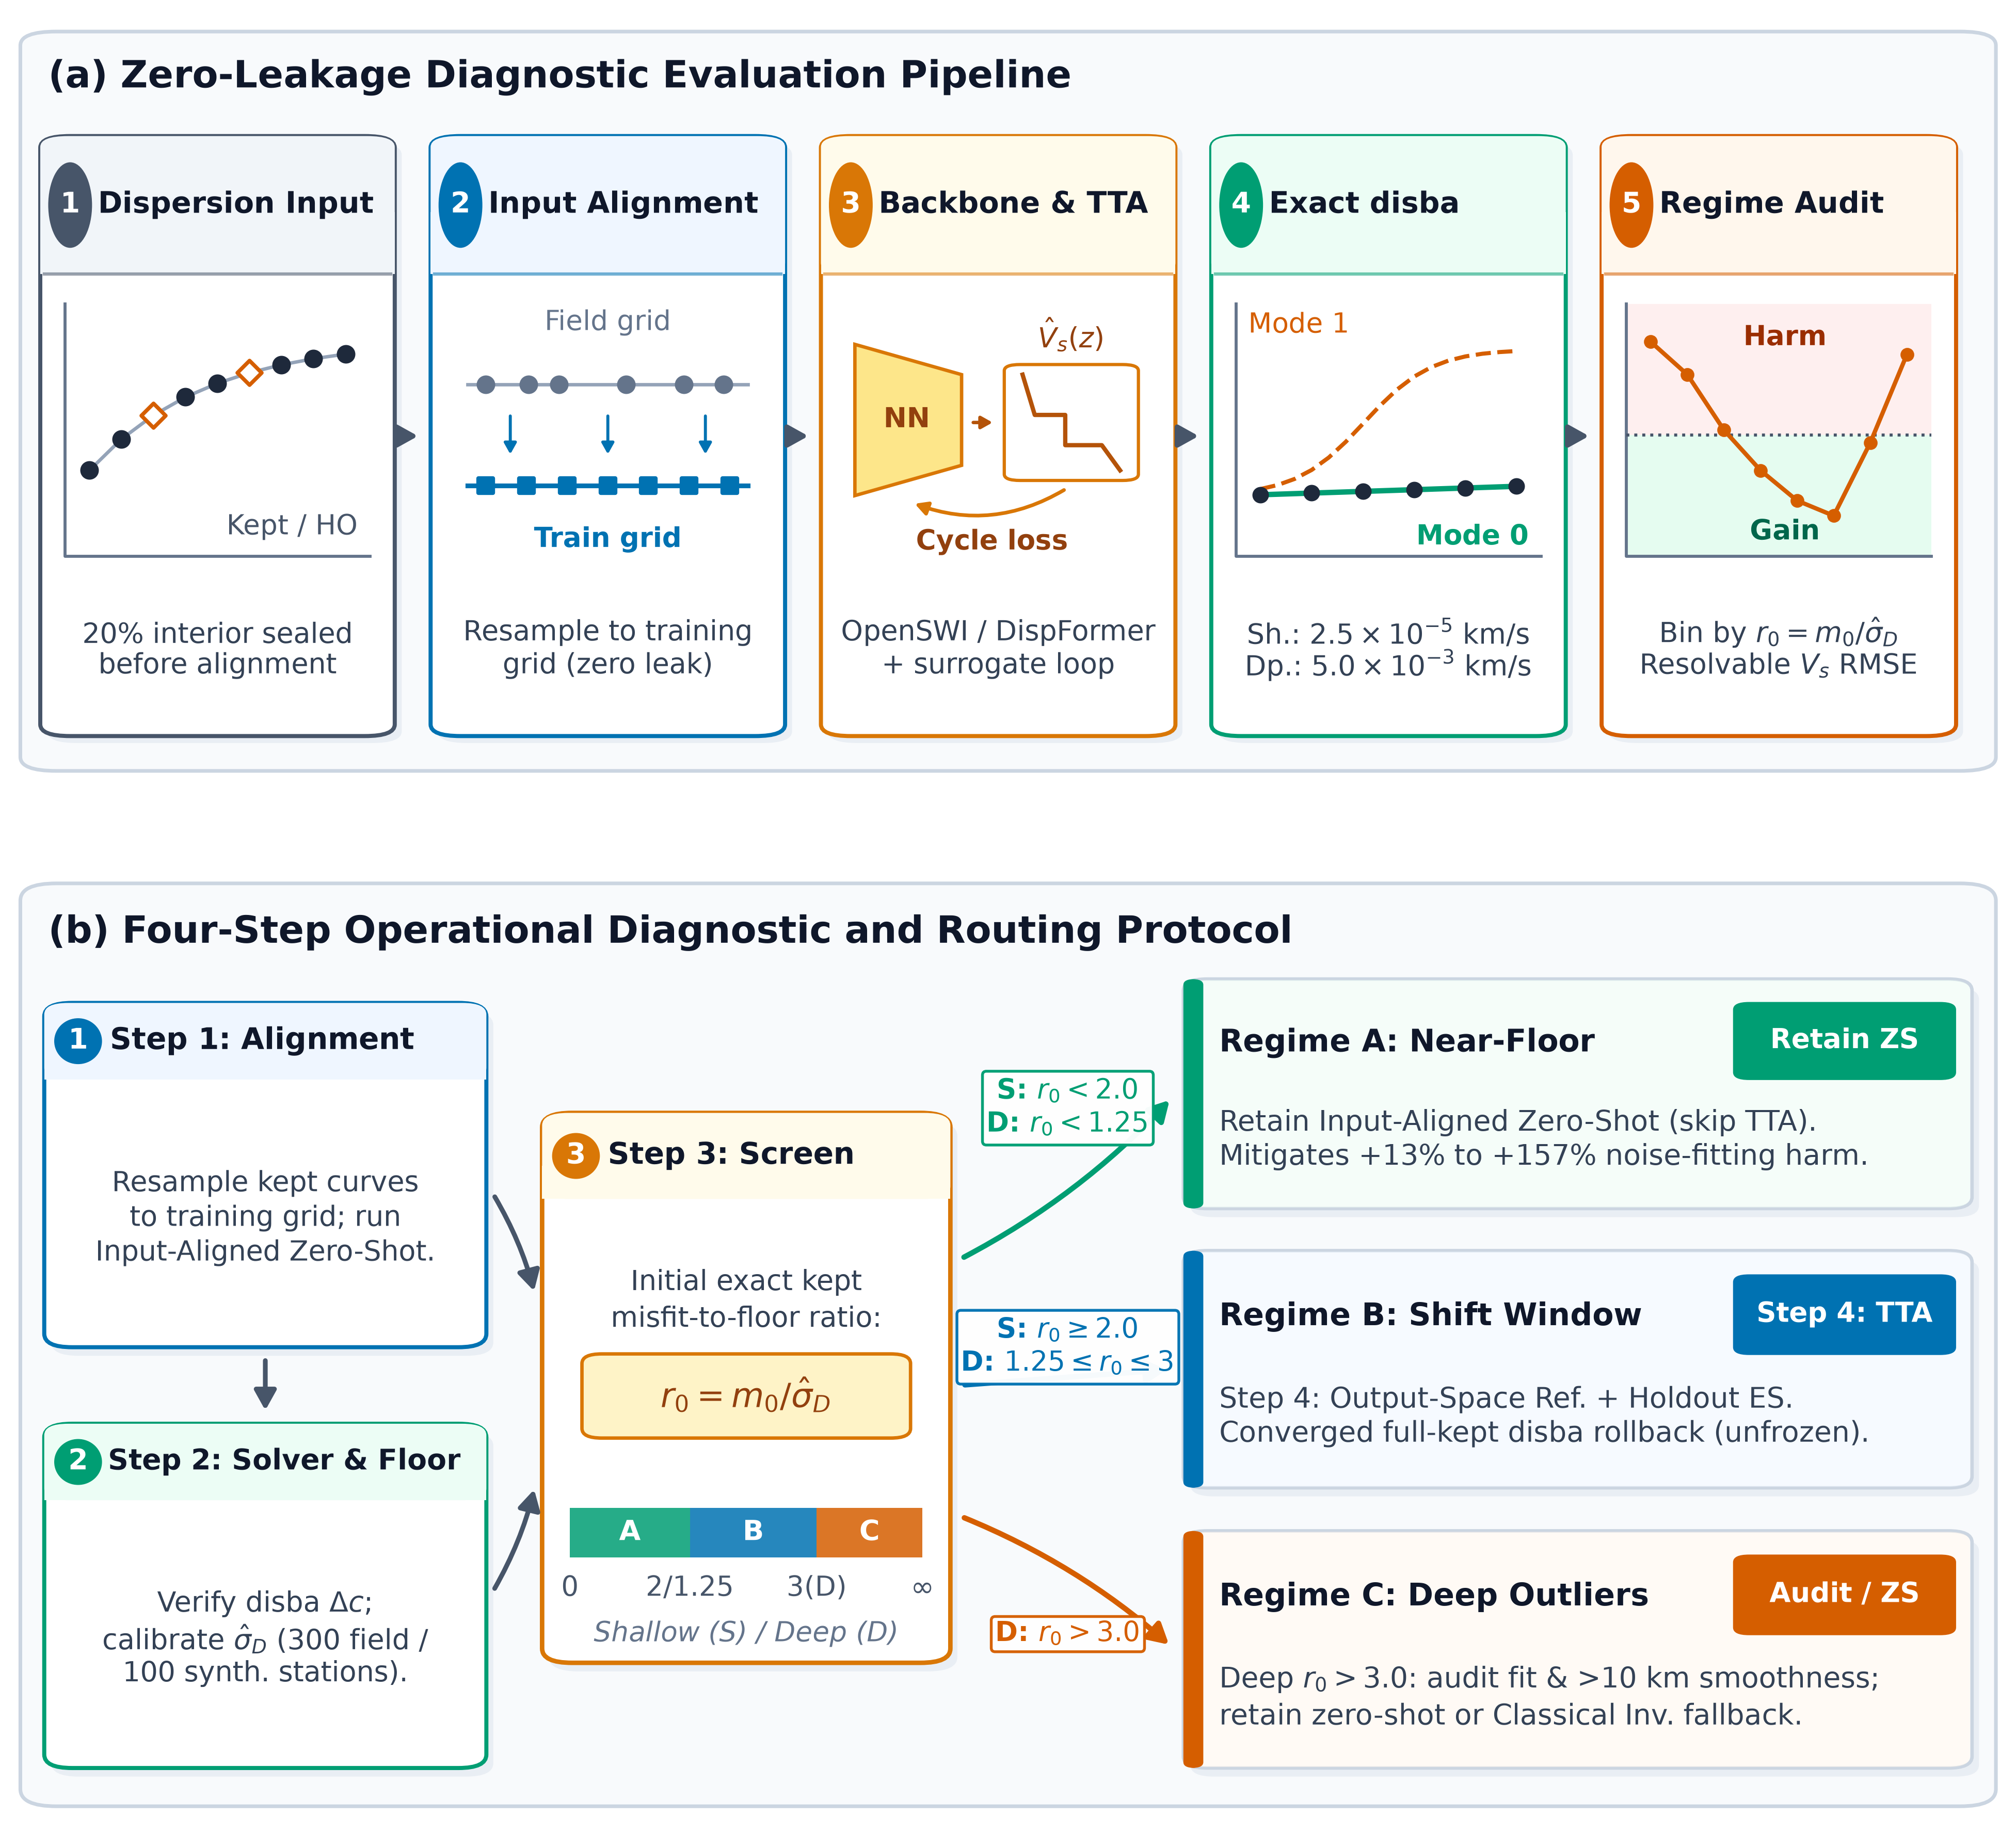 (a) Zero-Leakage Diagnostic Evaluation Pipeline
1 Dispersion Input
Kept / HO
20% interior sealed
before alignment
2 Input Alignment
Field grid
Train grid
Resample to training
grid (zero leak)
3 Backbone & TTA
V̂ₛ(z)
NN
Cycle loss
OpenSWI / DispFormer
+ surrogate loop
4 Exact disba
Mode 1
Mode 0
Sh.: 2.5 × 10⁻⁵ km/s
Dp.: 5.0 × 10⁻³ km/s
5 Regime Audit
Harm
Gain
Bin by r₀ = m₀/σ̂_D
Resolvable Vₛ RMSE
(b) Four-Step Operational Diagnostic and Routing Protocol
1 Step 1: Alignment
Resample kept curves
to training grid; run
Input-Aligned Zero-Shot.
2 Step 2: Solver & Floor
Verify disba Δc;
calibrate σ̂_D (300 field /
100 synth. stations).
3 Step 3: Screen
Initial exact kept
misfit-to-floor ratio:
r₀ = m₀/σ̂_D
A B C
0 2/1.25 3(D) ∞
Shallow (S) / Deep (D)
S: r₀ < 2.0
D: r₀ < 1.25
S: r₀ ≥ 2.0
D: 1.25 ≤ r₀ ≤ 3
D: r₀ > 3.0
Regime A: Near-Floor
Retain ZS
Retain Input-Aligned Zero-Shot (skip TTA).
Mitigates +13% to +157% noise-fitting harm.
Regime B: Shift Window
Step 4: TTA
Step 4: Output-Space Ref. + Holdout ES.
Converged full-kept disba rollback (unfrozen).
Regime C: Deep Outliers
Audit / ZS
Deep r₀ > 3.0: audit fit & >10 km smoothness;
retain zero-shot or Classical Inv. fallback.